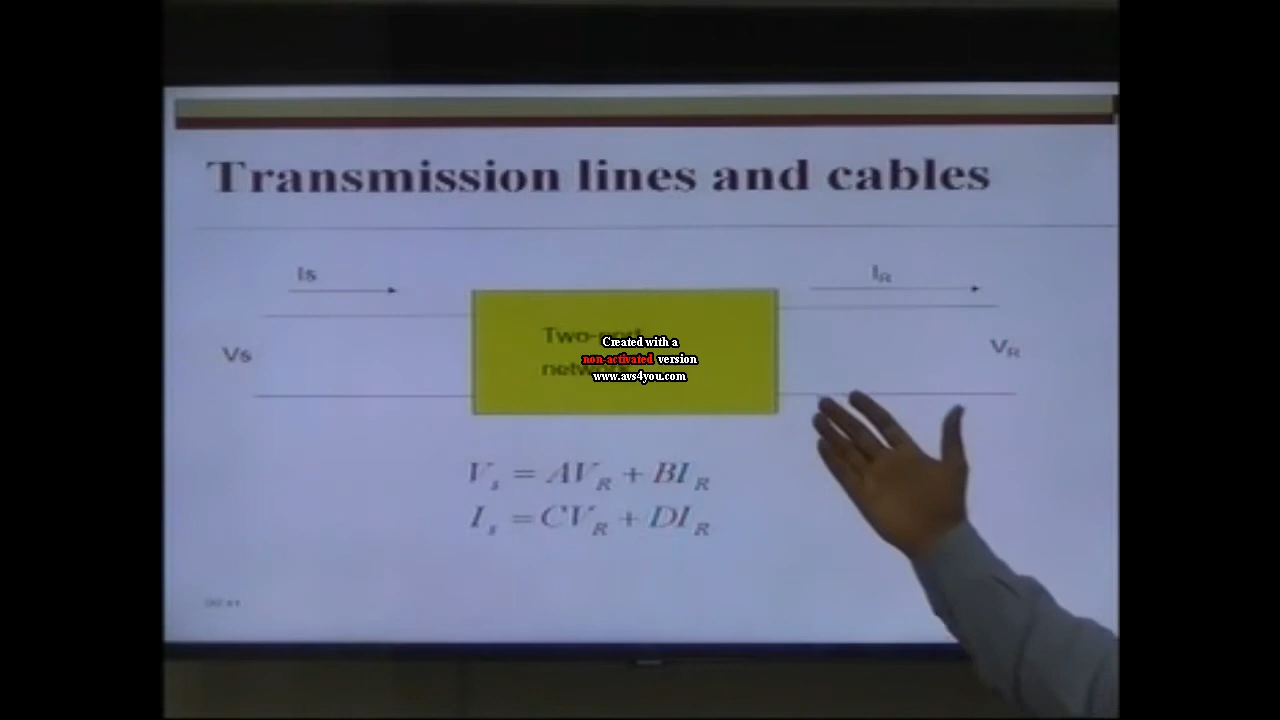 Transmission lines and cables
Is
IR
Vs
Two-port
network
VR
Created with a
non-activated version
www.avs4you.com
Vs = AVR + BIR
Is = CVR + DIR